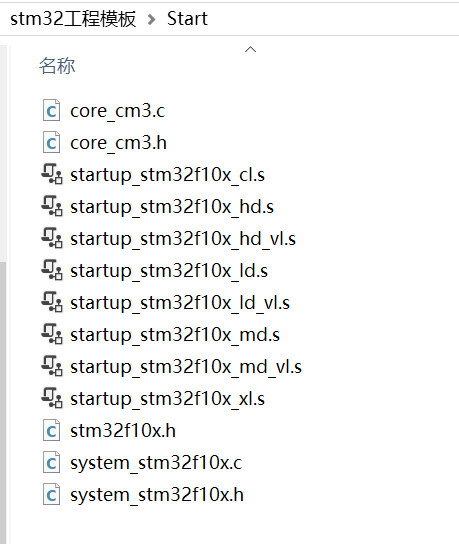 stm32工程模板 > Start
名称
core_cm3.c
core_cm3.h
startup_stm32f10x_cl.s
startup_stm32f10x_hd.s
startup_stm32f10x_hd_vl.s
startup_stm32f10x_ld.s
startup_stm32f10x_ld_vl.s
startup_stm32f10x_md.s
startup_stm32f10x_md_vl.s
startup_stm32f10x_xl.s
stm32f10x.h
system_stm32f10x.c
system_stm32f10x.h